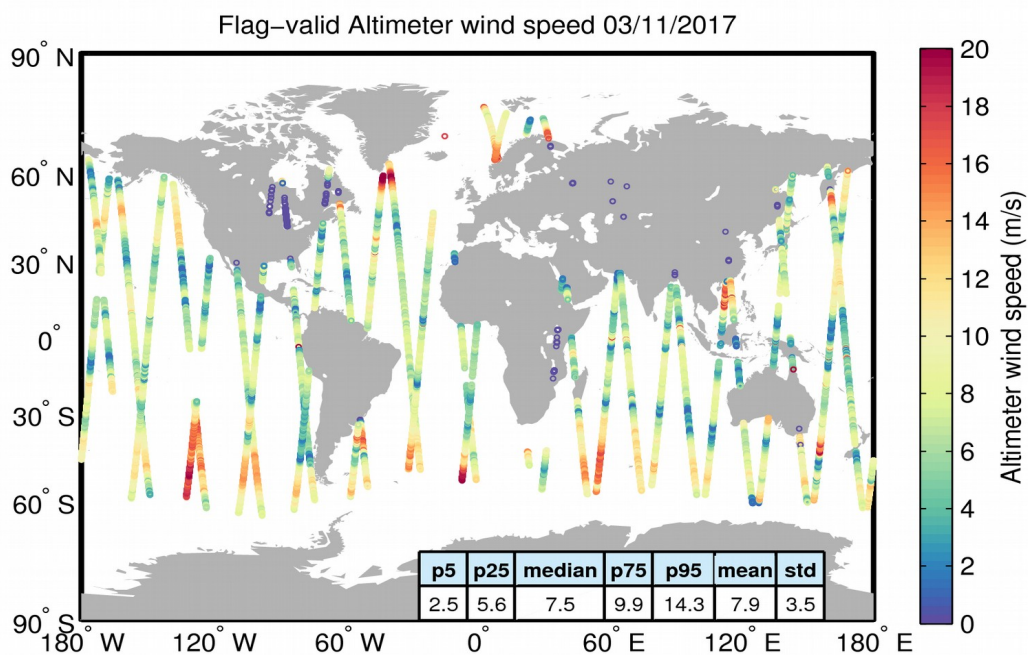 Flag-valid Altimeter wind speed 03/11/2017
90° N
60° N
30° N
0°
30° S
60° S
90° S
180° W
120° W
60° W
0°
60° E
120° E
180° E
p5 p25 median p75 p95 mean std
2.5 5.6 7.5 9.9 14.3 7.9 3.5
20
18
16
14
12
10
8
6
4
2
0
Altimeter wind speed (m/s)